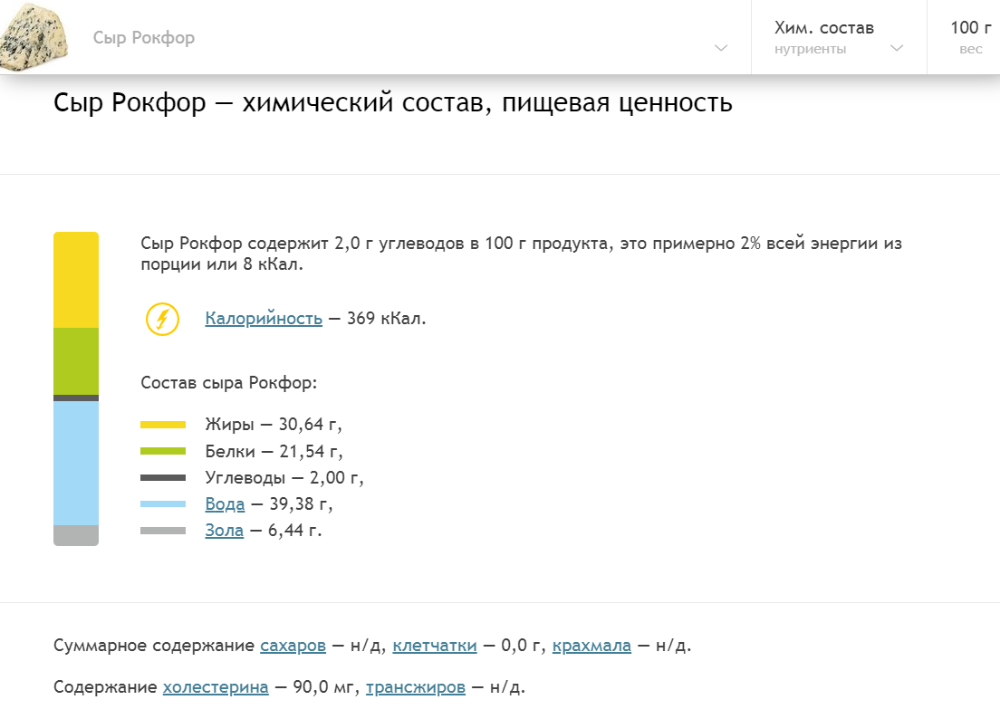 Сыр Рокфор
Хим. состав
нутриенты
100 г
вес
Сыр Рокфор — химический состав, пищевая ценность
Сыр Рокфор содержит 2,0 г углеводов в 100 г продукта, это примерно 2% всей энергии из
порции или 8 кКал.
Калорийность — 369 кКал.
Состав сыра Рокфор:
Жиры — 30,64 г,
Белки — 21,54 г,
Углеводы — 2,00 г,
Вода — 39,38 г,
Зола — 6,44 г.
Суммарное содержание сахаров — н/д, клетчатки — 0,0 г, крахмала — н/д.
Содержание холестерина — 90,0 мг, трансжиров — н/д.